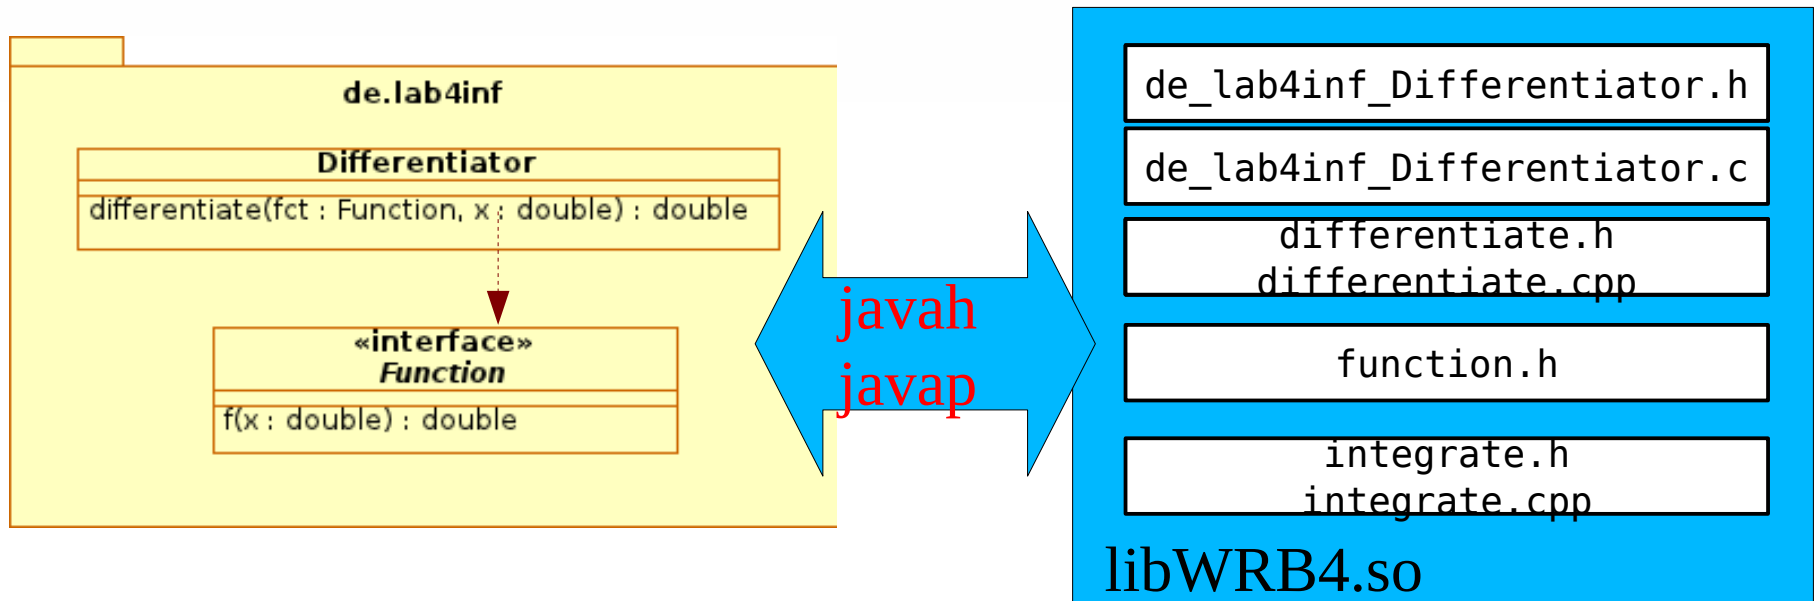 de.lab4inf
Differentiator
differentiate(fct : Function, x : double) : double
«interface»
Function
f(x : double) : double
javah
javap
de_lab4inf_Differentiator.h
de_lab4inf_Differentiator.c
differentiate.h
differentiate.cpp
function.h
integrate.h
integrate.cpp
libWRB4.so